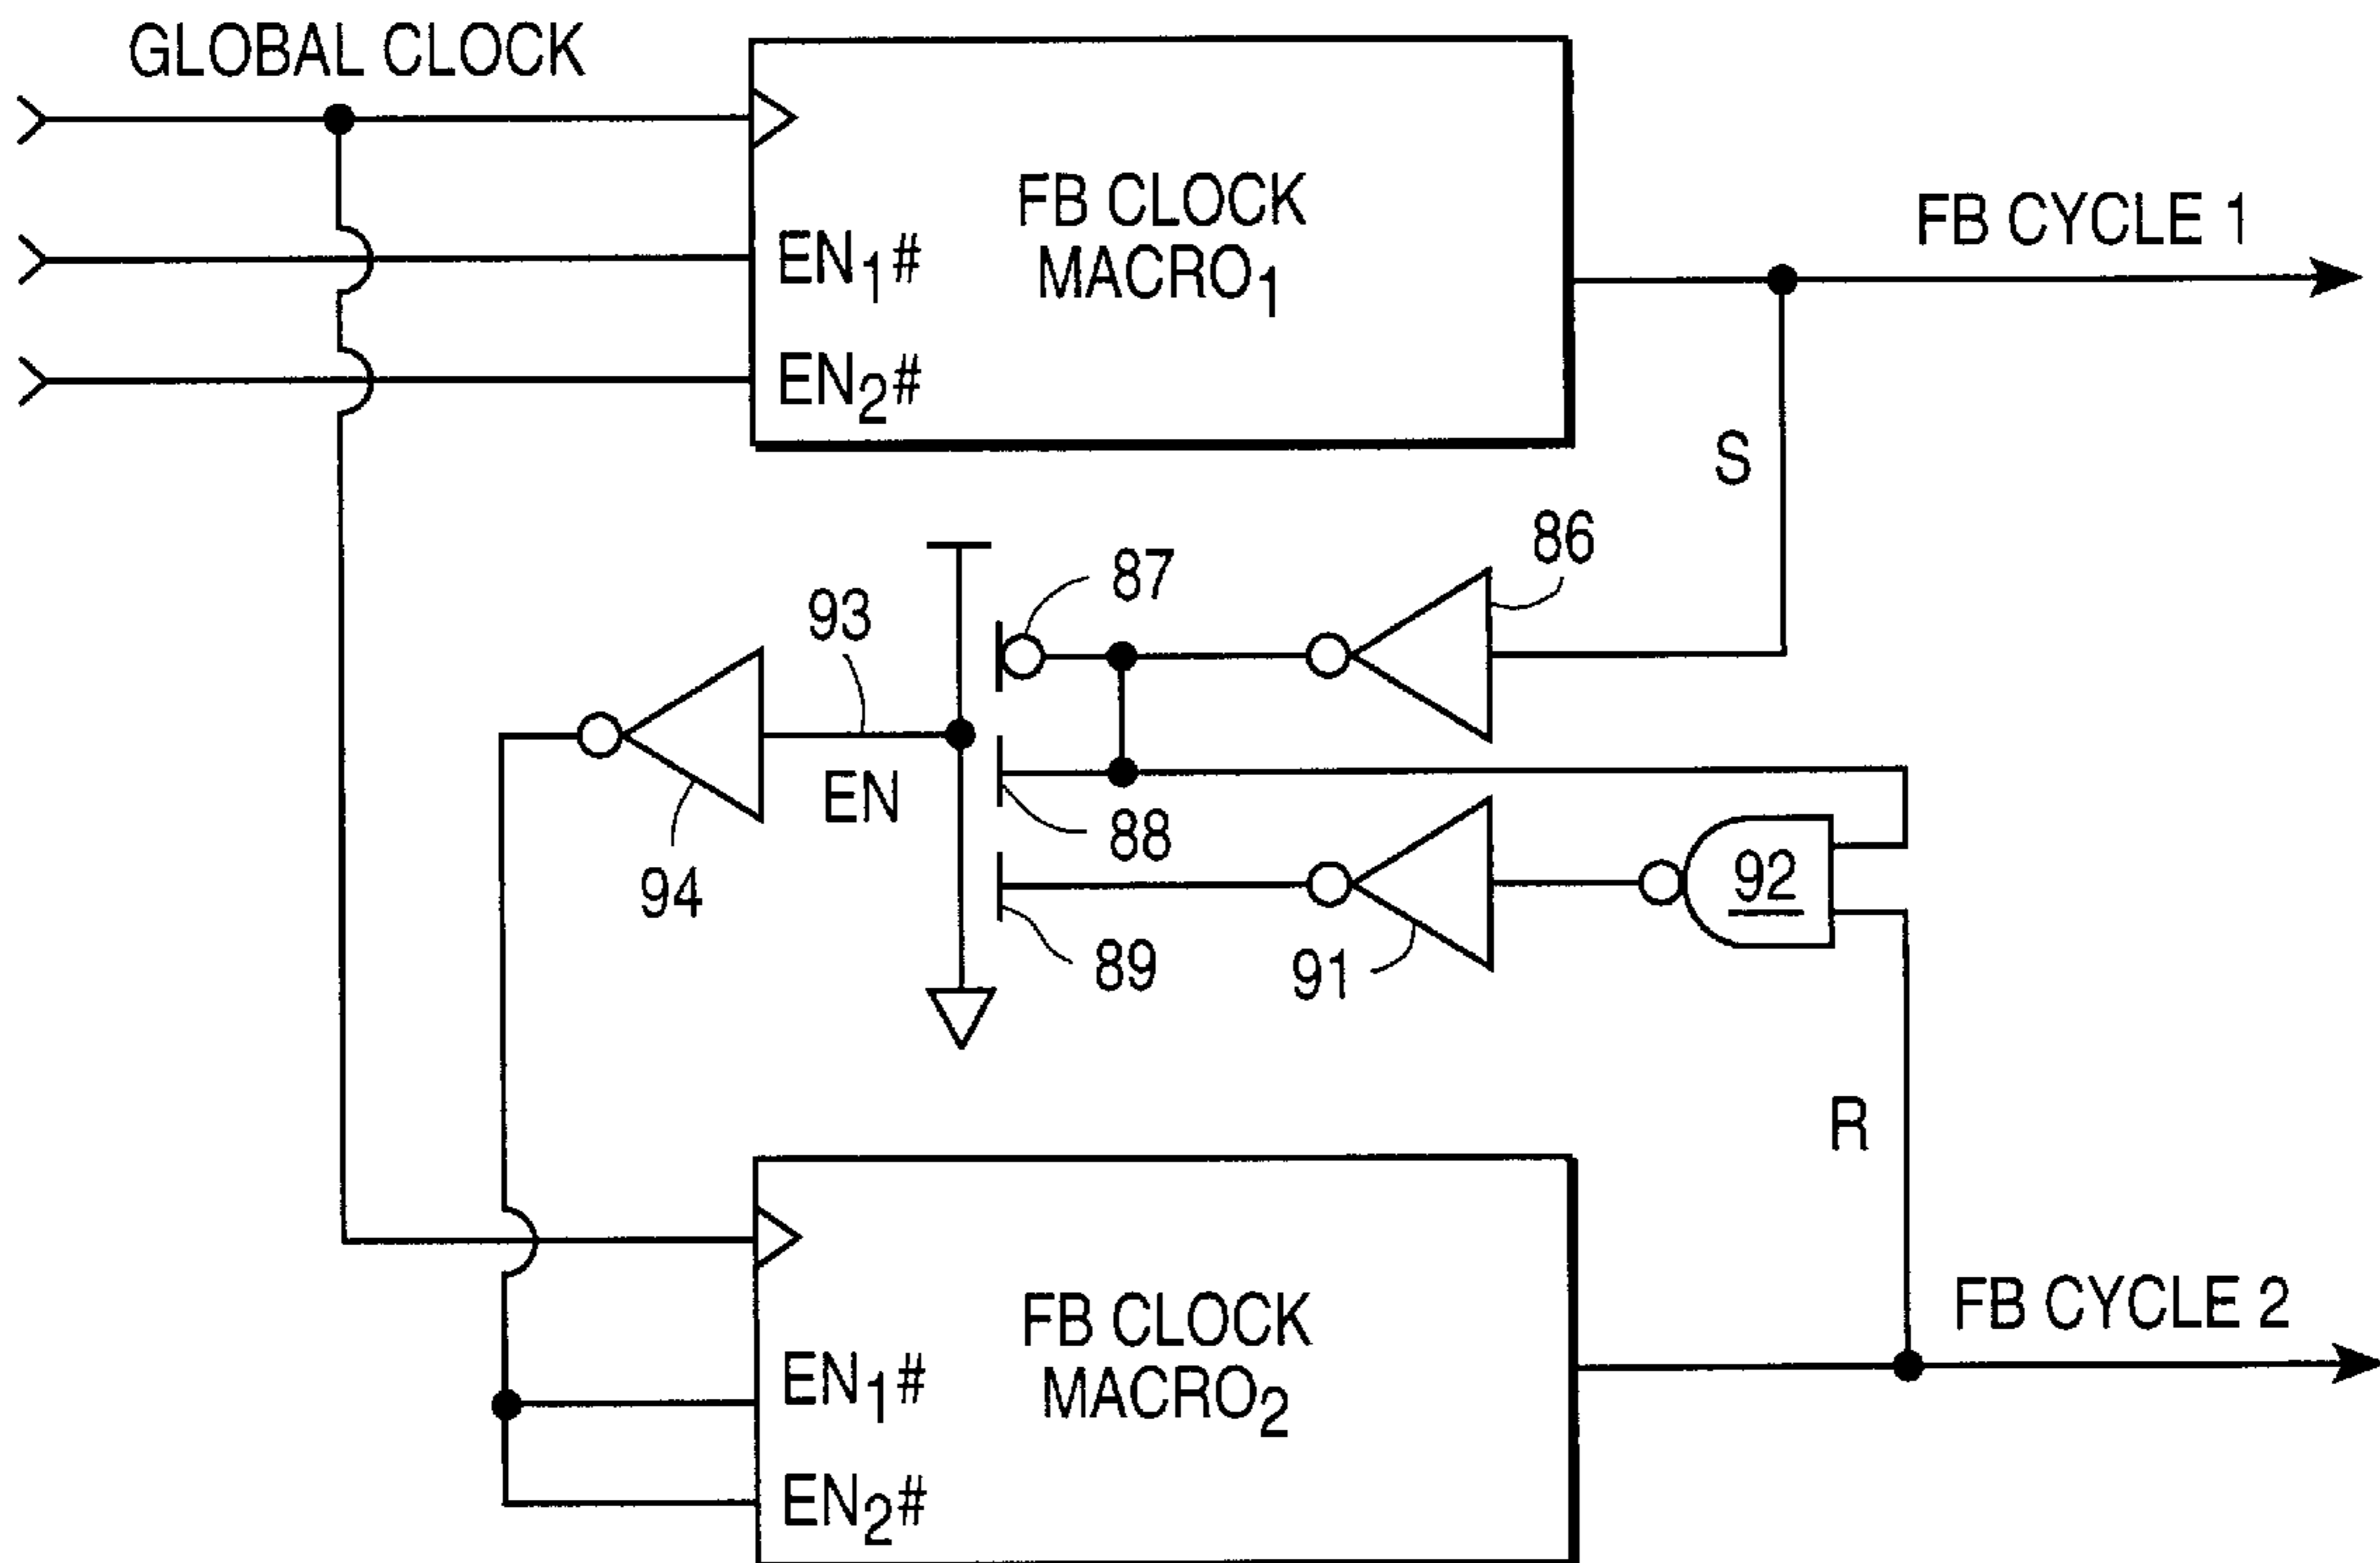 GLOBAL CLOCK
FB CLOCK
MACRO1
EN1#
EN2#
FB CYCLE 1
S
86
87
93
EN
88
94
89
91
92
R
FB CLOCK
MACRO2
EN1#
EN2#
FB CYCLE 2